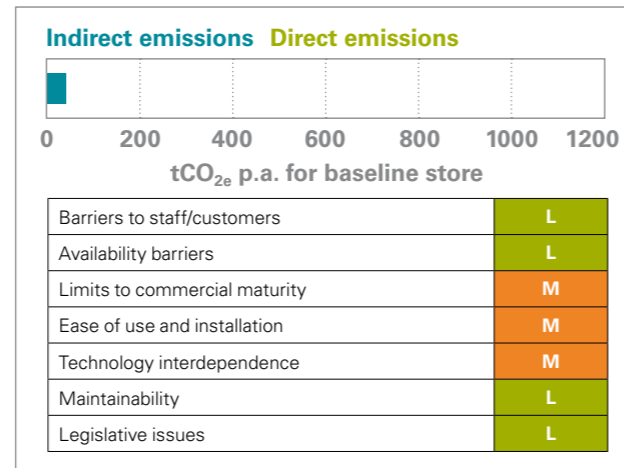 Indirect emissions Direct emissions
0 200 400 600 800 1000 1200
tCO2e p.a. for baseline store
Barriers to staff/customers L
Availability barriers L
Limits to commercial maturity M
Ease of use and installation M
Technology interdependence M
Maintainability L
Legislative issues L